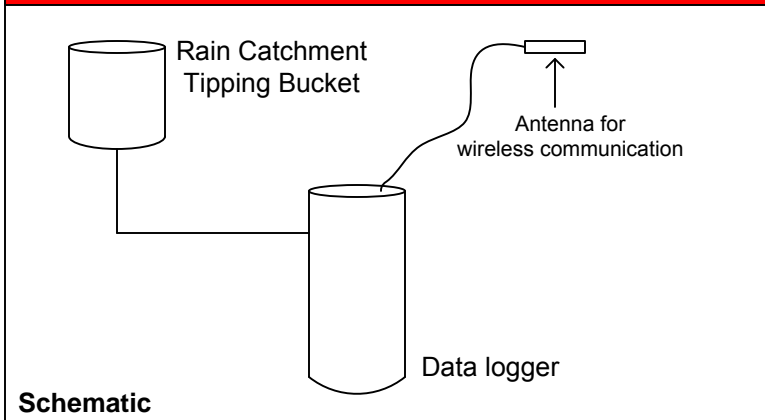 Rain Catchment
Tipping Bucket
Antenna for
wireless communication
Data logger
Schematic